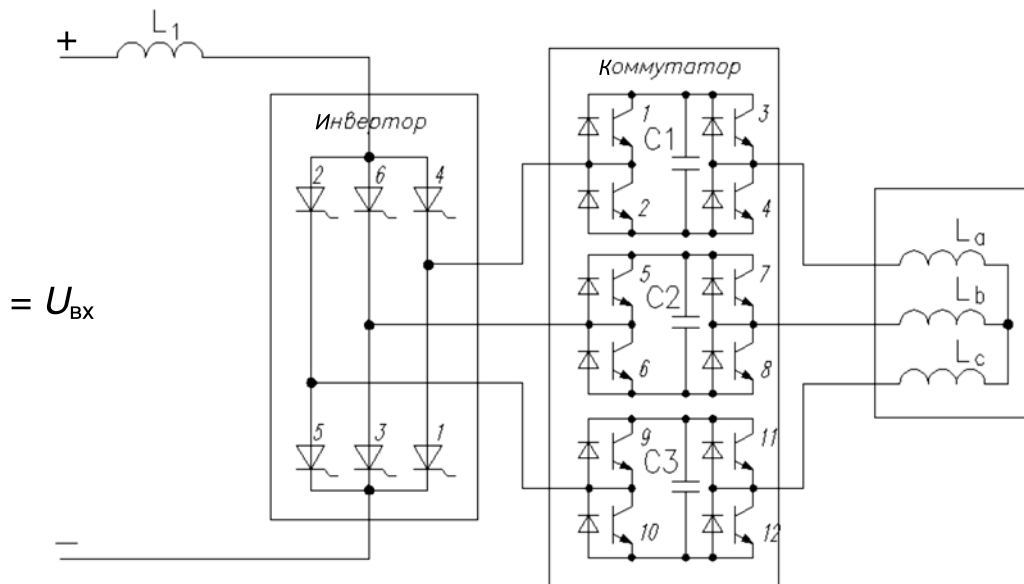 +
L1
Инвертор
2 6 4
5 3 1
= Uвх
—
Коммутатор
1 3
C1
2 4
5 7
C2
6 8
9 11
C3
10 12
La
Lb
Lc